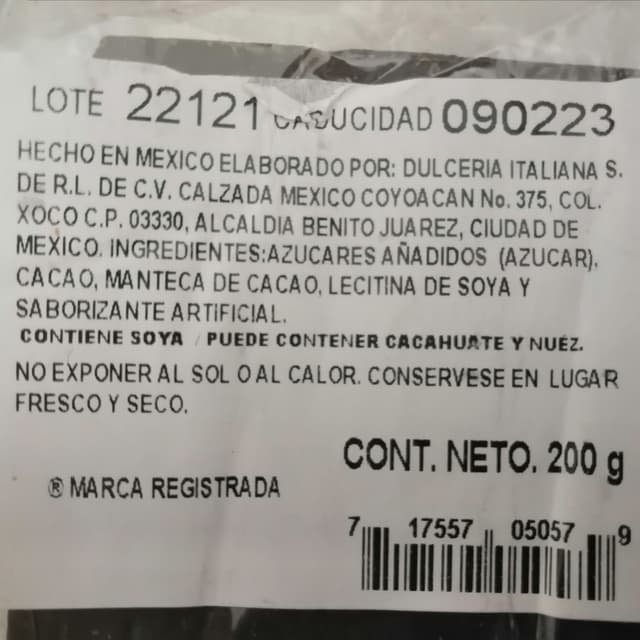 LOTE 22121 CADUCIDAD 090223
HECHO EN MEXICO ELABORADO POR: DULCERIA ITALIANA S.
DE R.L. DE C.V. CALZADA MEXICO COYOACAN No. 375, COL.
XOCO C.P. 03330, ALCALDIA BENITO JUAREZ, CIUDAD DE
MEXICO. INGREDIENTES:AZUCARES AÑADIDOS (AZUCAR),
CACAO, MANTECA DE CACAO, LECITINA DE SOYA Y
SABORIZANTE ARTIFICIAL.
CONTIENE SOYA / PUEDE CONTENER CACAHUATE Y NUEZ.
NO EXPONER AL SOL O AL CALOR. CONSERVESE EN LUGAR
FRESCO Y SECO.
CONT. NETO. 200 g
® MARCA REGISTRADA
7 17557 05057 9